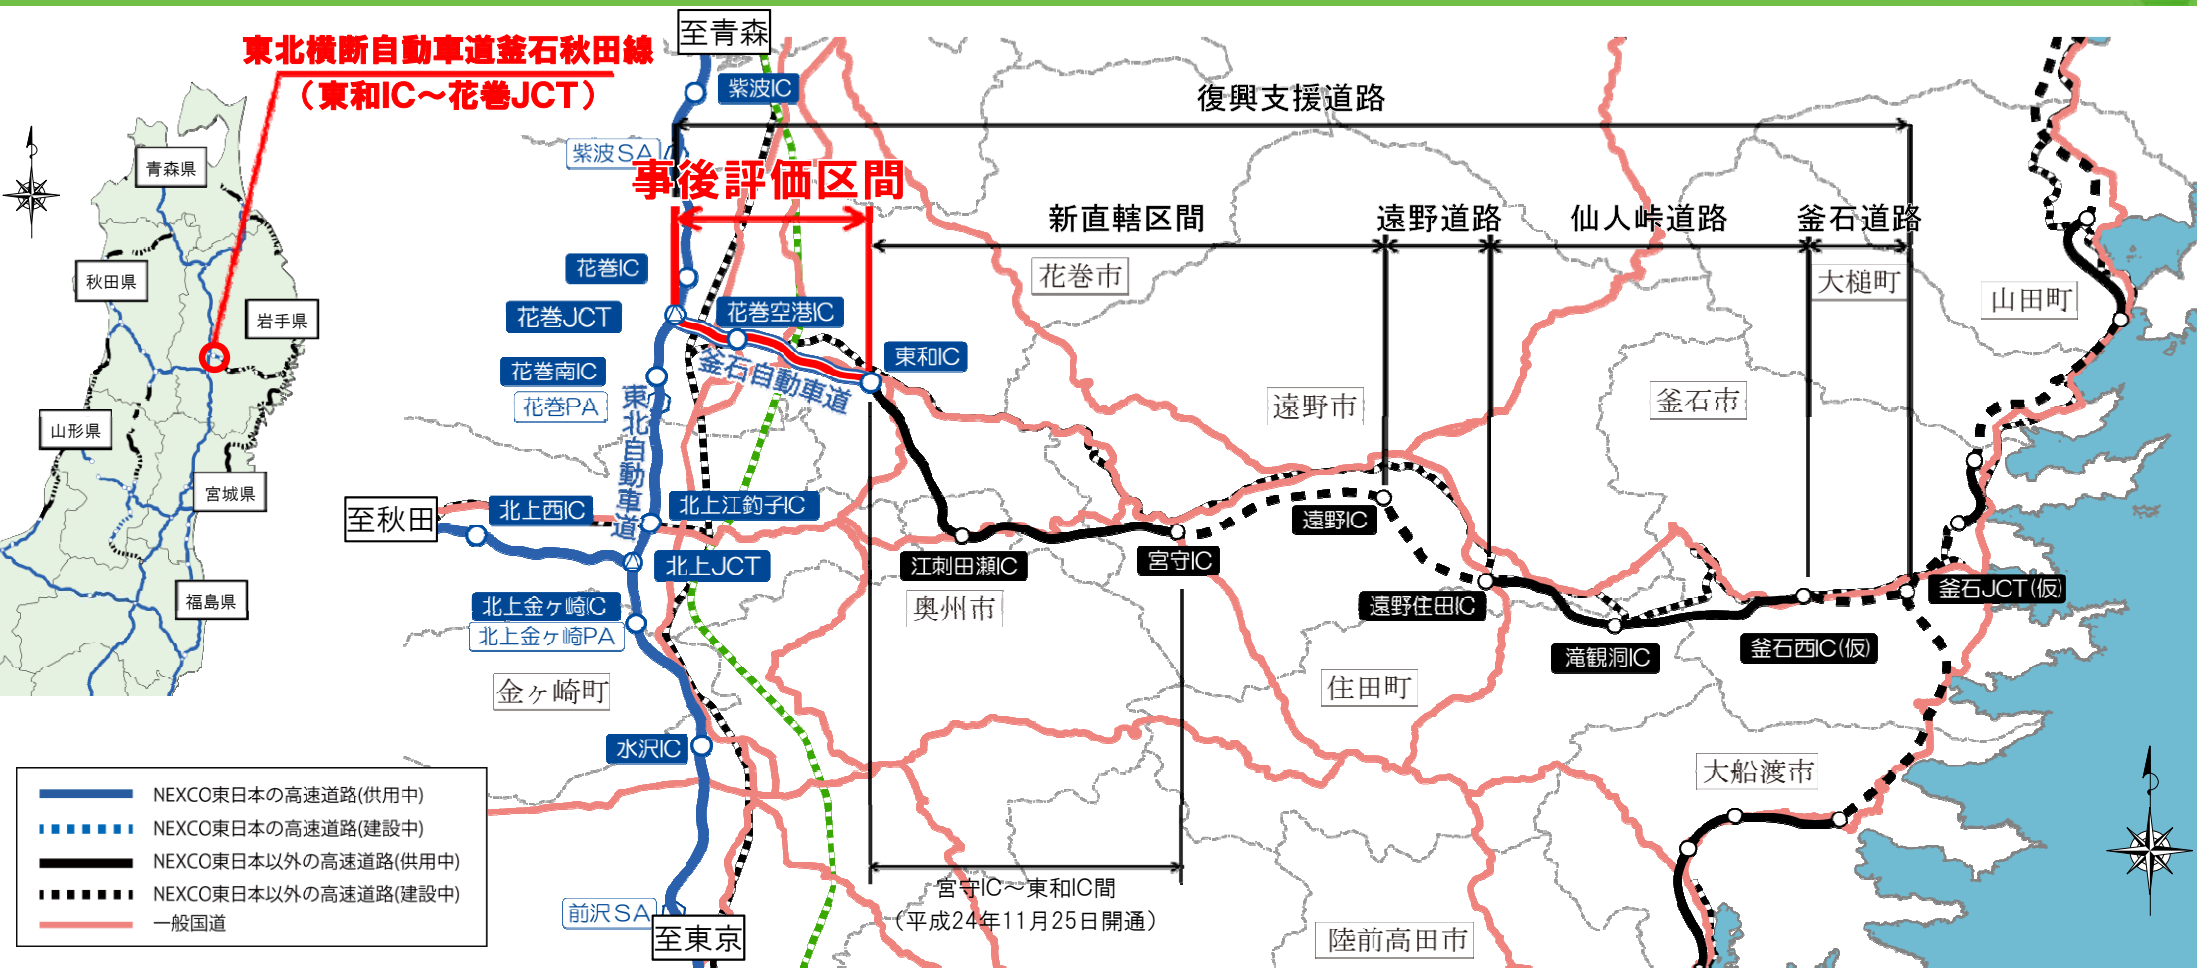 東北横断自動車道釜石秋田線
（東和IC～花巻JCT）
青森県
秋田県
岩手県
山形県
宮城県
福島県
至青森
紫波IC
紫波SA
復興支援道路
事後評価区間
新直轄区間
遠野道路
仙人峠道路
釜石道路
花巻IC
花巻市
大槌町
山田町
花巻JCT
花巻空港IC
東和IC
釜石自動車道
花巻南IC
花巻PA
東北自動車道
遠野市
釜石市
至秋田
北上西IC
北上江釣子IC
遠野IC
江刺田瀬IC
宮守IC
北上JCT
釜石JCT(仮)
北上金ヶ崎IC
北上金ヶ崎PA
奥州市
遠野住田IC
滝観洞IC
釜石西IC(仮)
金ヶ崎町
住田町
水沢IC
大船渡市
NEXCO東日本の高速道路(供用中)
NEXCO東日本の高速道路(建設中)
NEXCO東日本以外の高速道路(供用中)
NEXCO東日本以外の高速道路(建設中)
一般国道
宮守IC～東和IC間
（平成24年11月25日開通）
前沢SA
至東京
陸前高田市